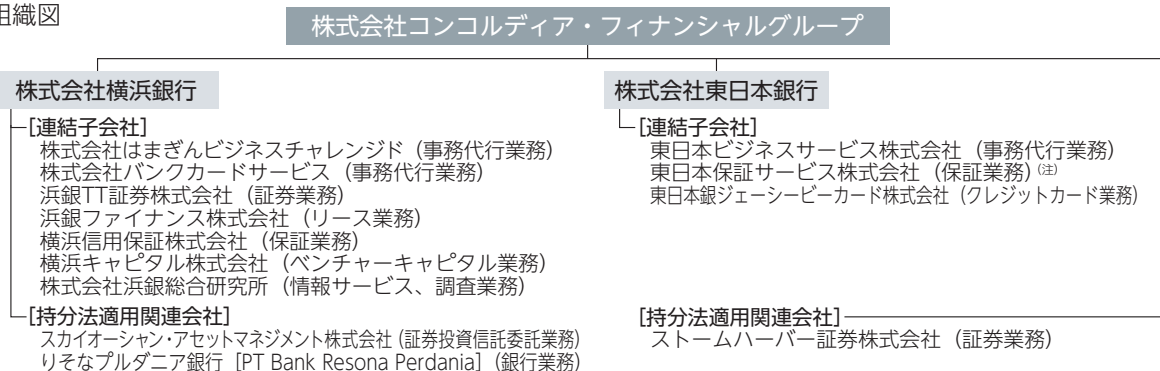 組織図
株式会社コンコルディア・フィナンシャルグループ
株式会社横浜銀行
[連結子会社]
株式会社はまぎんビジネスチャレンジド（事務代行業務）
株式会社バンクカードサービス（事務代行業務）
浜銀TT証券株式会社（証券業務）
浜銀ファイナンス株式会社（リース業務）
横浜信用保証株式会社（保証業務）
横浜キャピタル株式会社（ベンチャーキャピタル業務）
株式会社浜銀総合研究所（情報サービス、調査業務）
[持分法適用関連会社]
スカイオーシャン・アセットマネジメント株式会社（証券投資信託委託業務）
りそなプルダニア銀行［PT Bank Resona Perdania］（銀行業務）
株式会社東日本銀行
[連結子会社]
東日本ビジネスサービス株式会社（事務代行業務）
東日本保証サービス株式会社（保証業務）(注)
東日本銀ジェーシービーカード株式会社（クレジットカード業務）
[持分法適用関連会社]
ストームハーバー証券株式会社（証券業務）